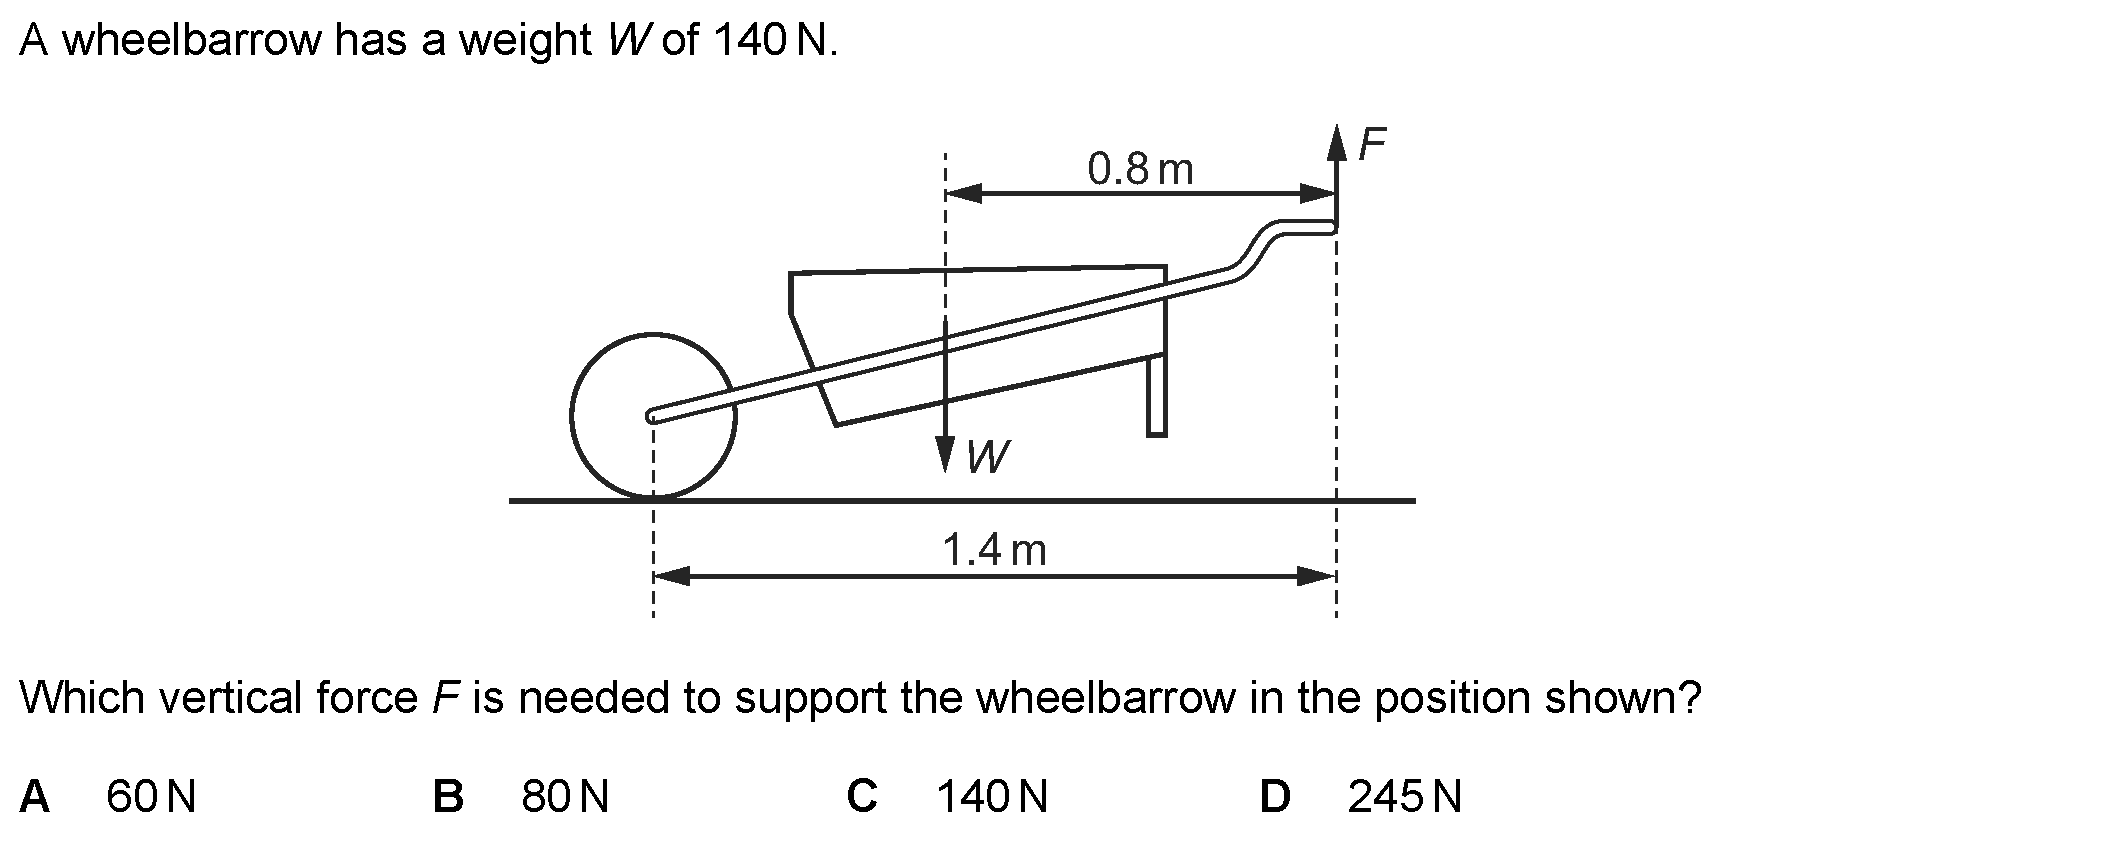 A wheelbarrow has a weight W of 140 N.
F
0.8 m
W
1.4 m
Which vertical force F is needed to support the wheelbarrow in the position shown?
A 60 N B 80 N C 140 N D 245 N